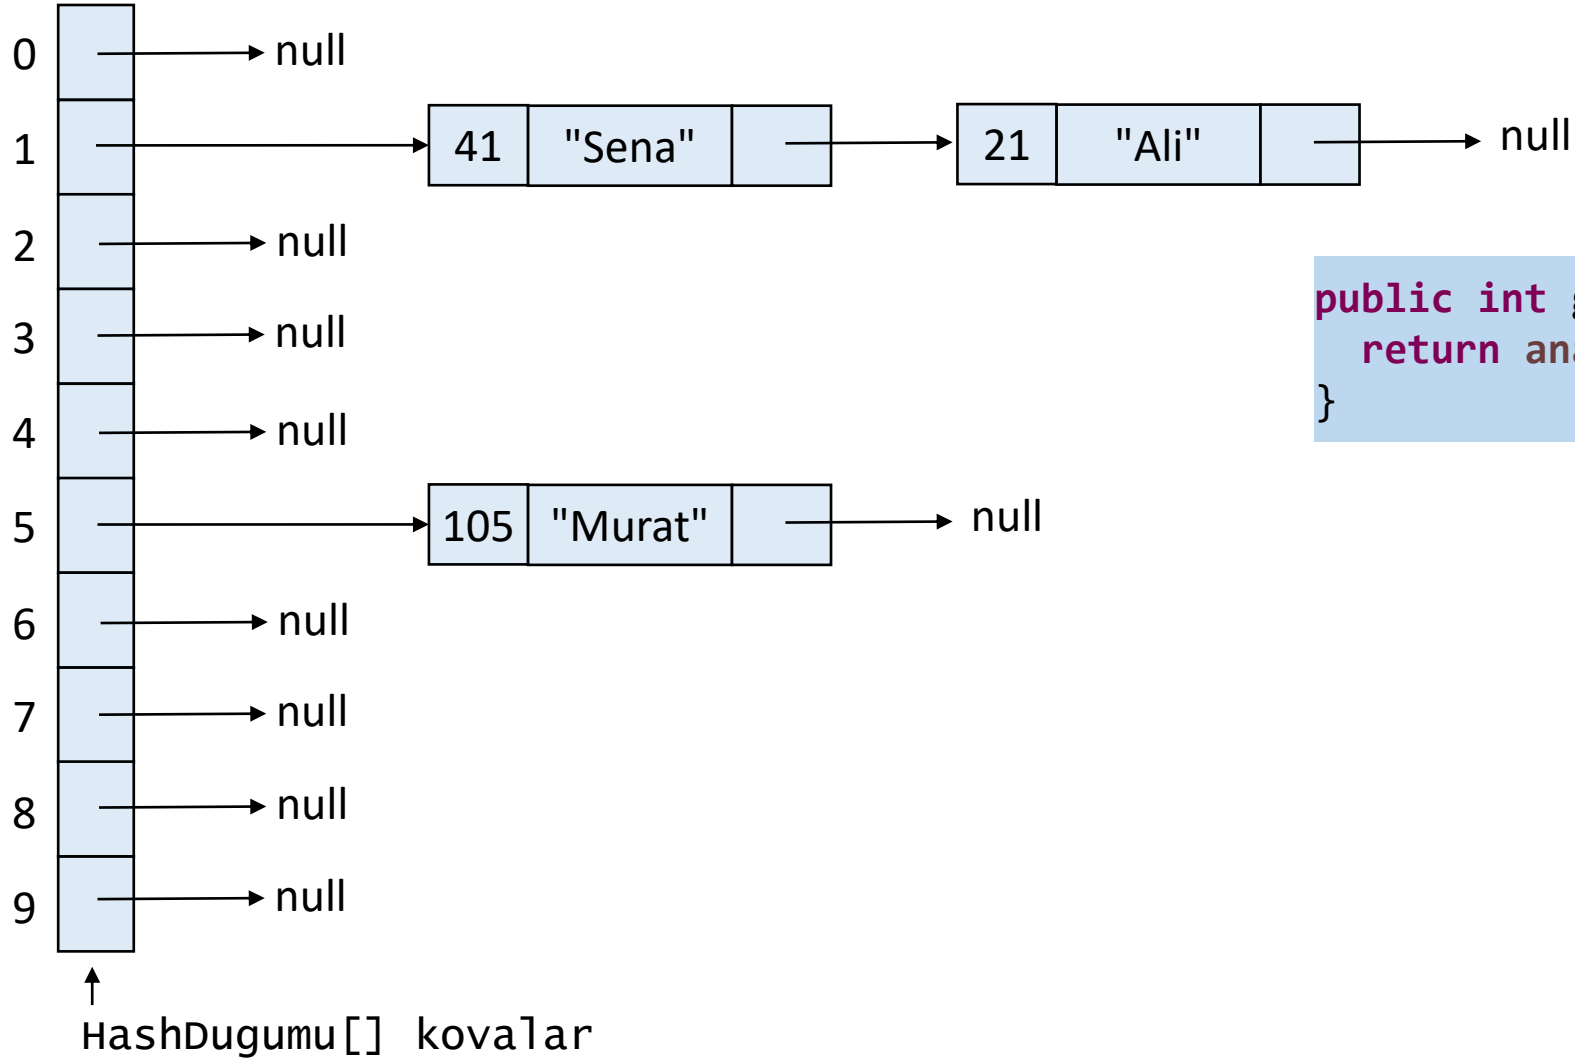 0 null
1 41 "Sena" 21 "Ali" null
2 null
3 null
public int
return
}
4 null
5 105 "Murat" null
6 null
7 null
8 null
9 null
HashDugumu[] kovalar